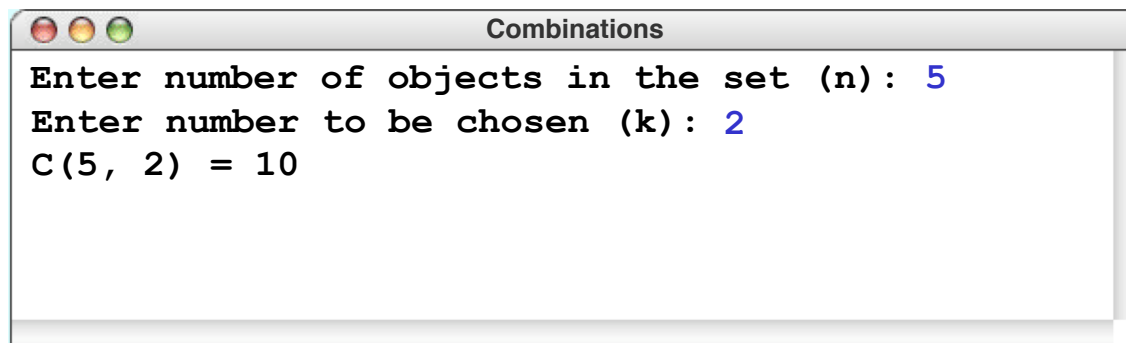 Combinations
Enter number of objects in the set (n): 5
Enter number to be chosen (k): 2
C(5, 2) = 10